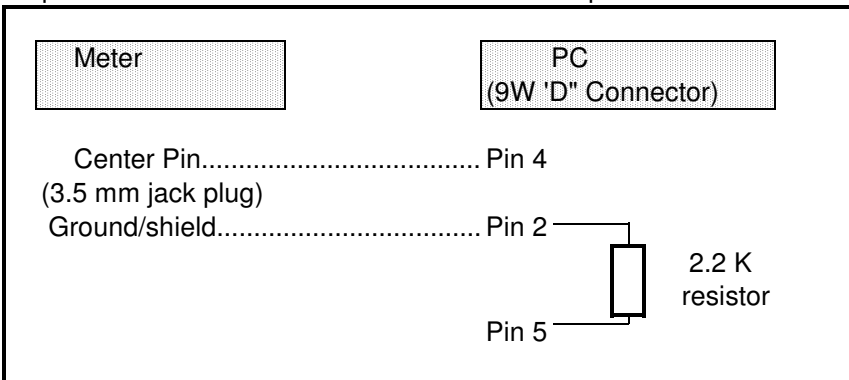 Meter
PC
(9W 'D" Connector)
Center Pin...................................... Pin 4
(3.5 mm jack plug)
Ground/shield.................................... Pin 2
2.2 K
resistor
Pin 5